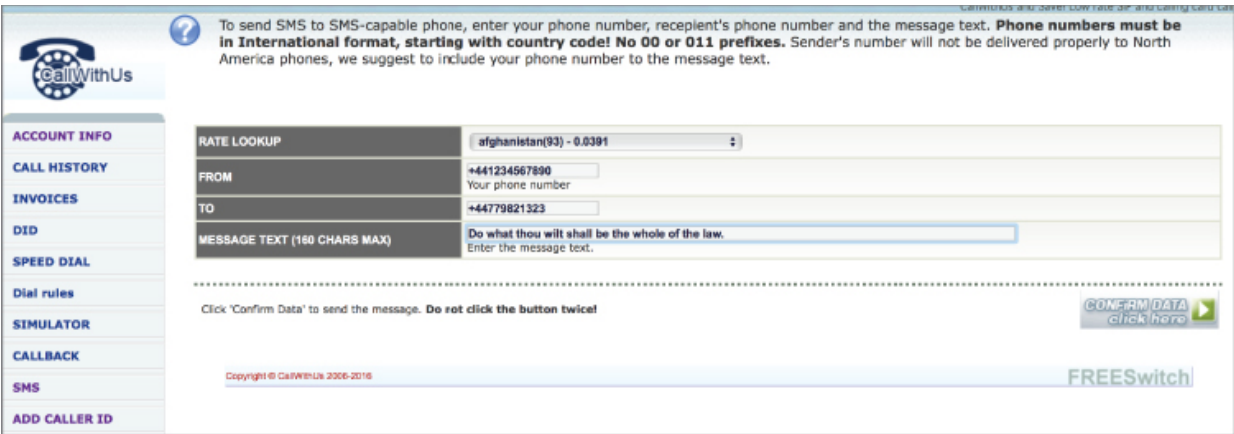 CallWithUs and Save! Low rate SIP and calling card
To send SMS to SMS-capable phone, enter your phone number, recepient's phone number and the message text. Phone numbers must be
in International format, starting with country code! No 00 or 011 prefixes. Sender's number will not be delivered properly to North
America phones, we suggest to include your phone number to the message text.
CallWithUs
ACCOUNT INFO
CALL HISTORY
INVOICES
DID
SPEED DIAL
Dial rules
SIMULATOR
CALLBACK
SMS
ADD CALLER ID
RATE LOOKUP afghanistan(93) - 0.0391
FROM +441234567890
Your phone number
TO +44779821323
MESSAGE TEXT (160 CHARS MAX) Do what thou wilt shall be the whole of the law.
Enter the message text.
Click 'Confirm Data' to send the message. Do not click the button twice!
CONFIRM DATA
click here
Copyright © CallWithUs 2006-2016
FREESwitch